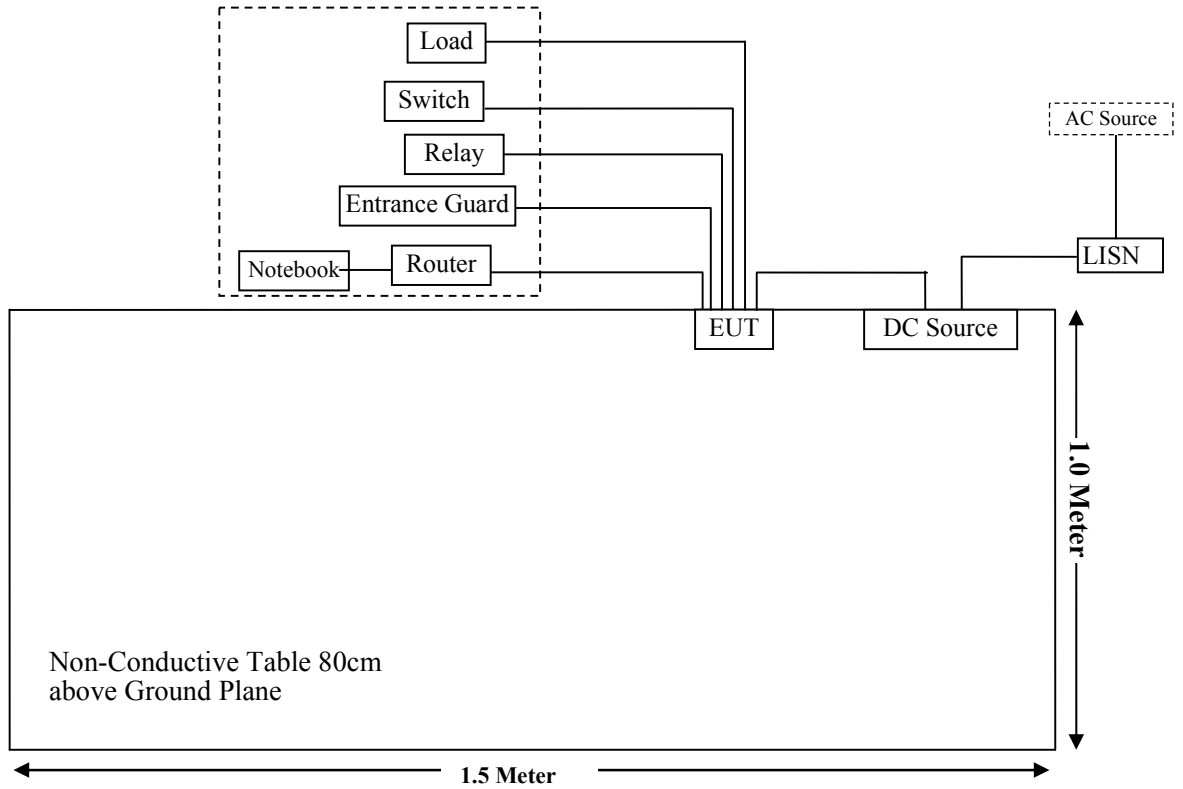 Load
Switch
AC Source
Relay
Entrance Guard
Notebook
Router
LISN
EUT
DC Source
1.0 Meter
Non-Conductive Table 80cm
above Ground Plane
1.5 Meter